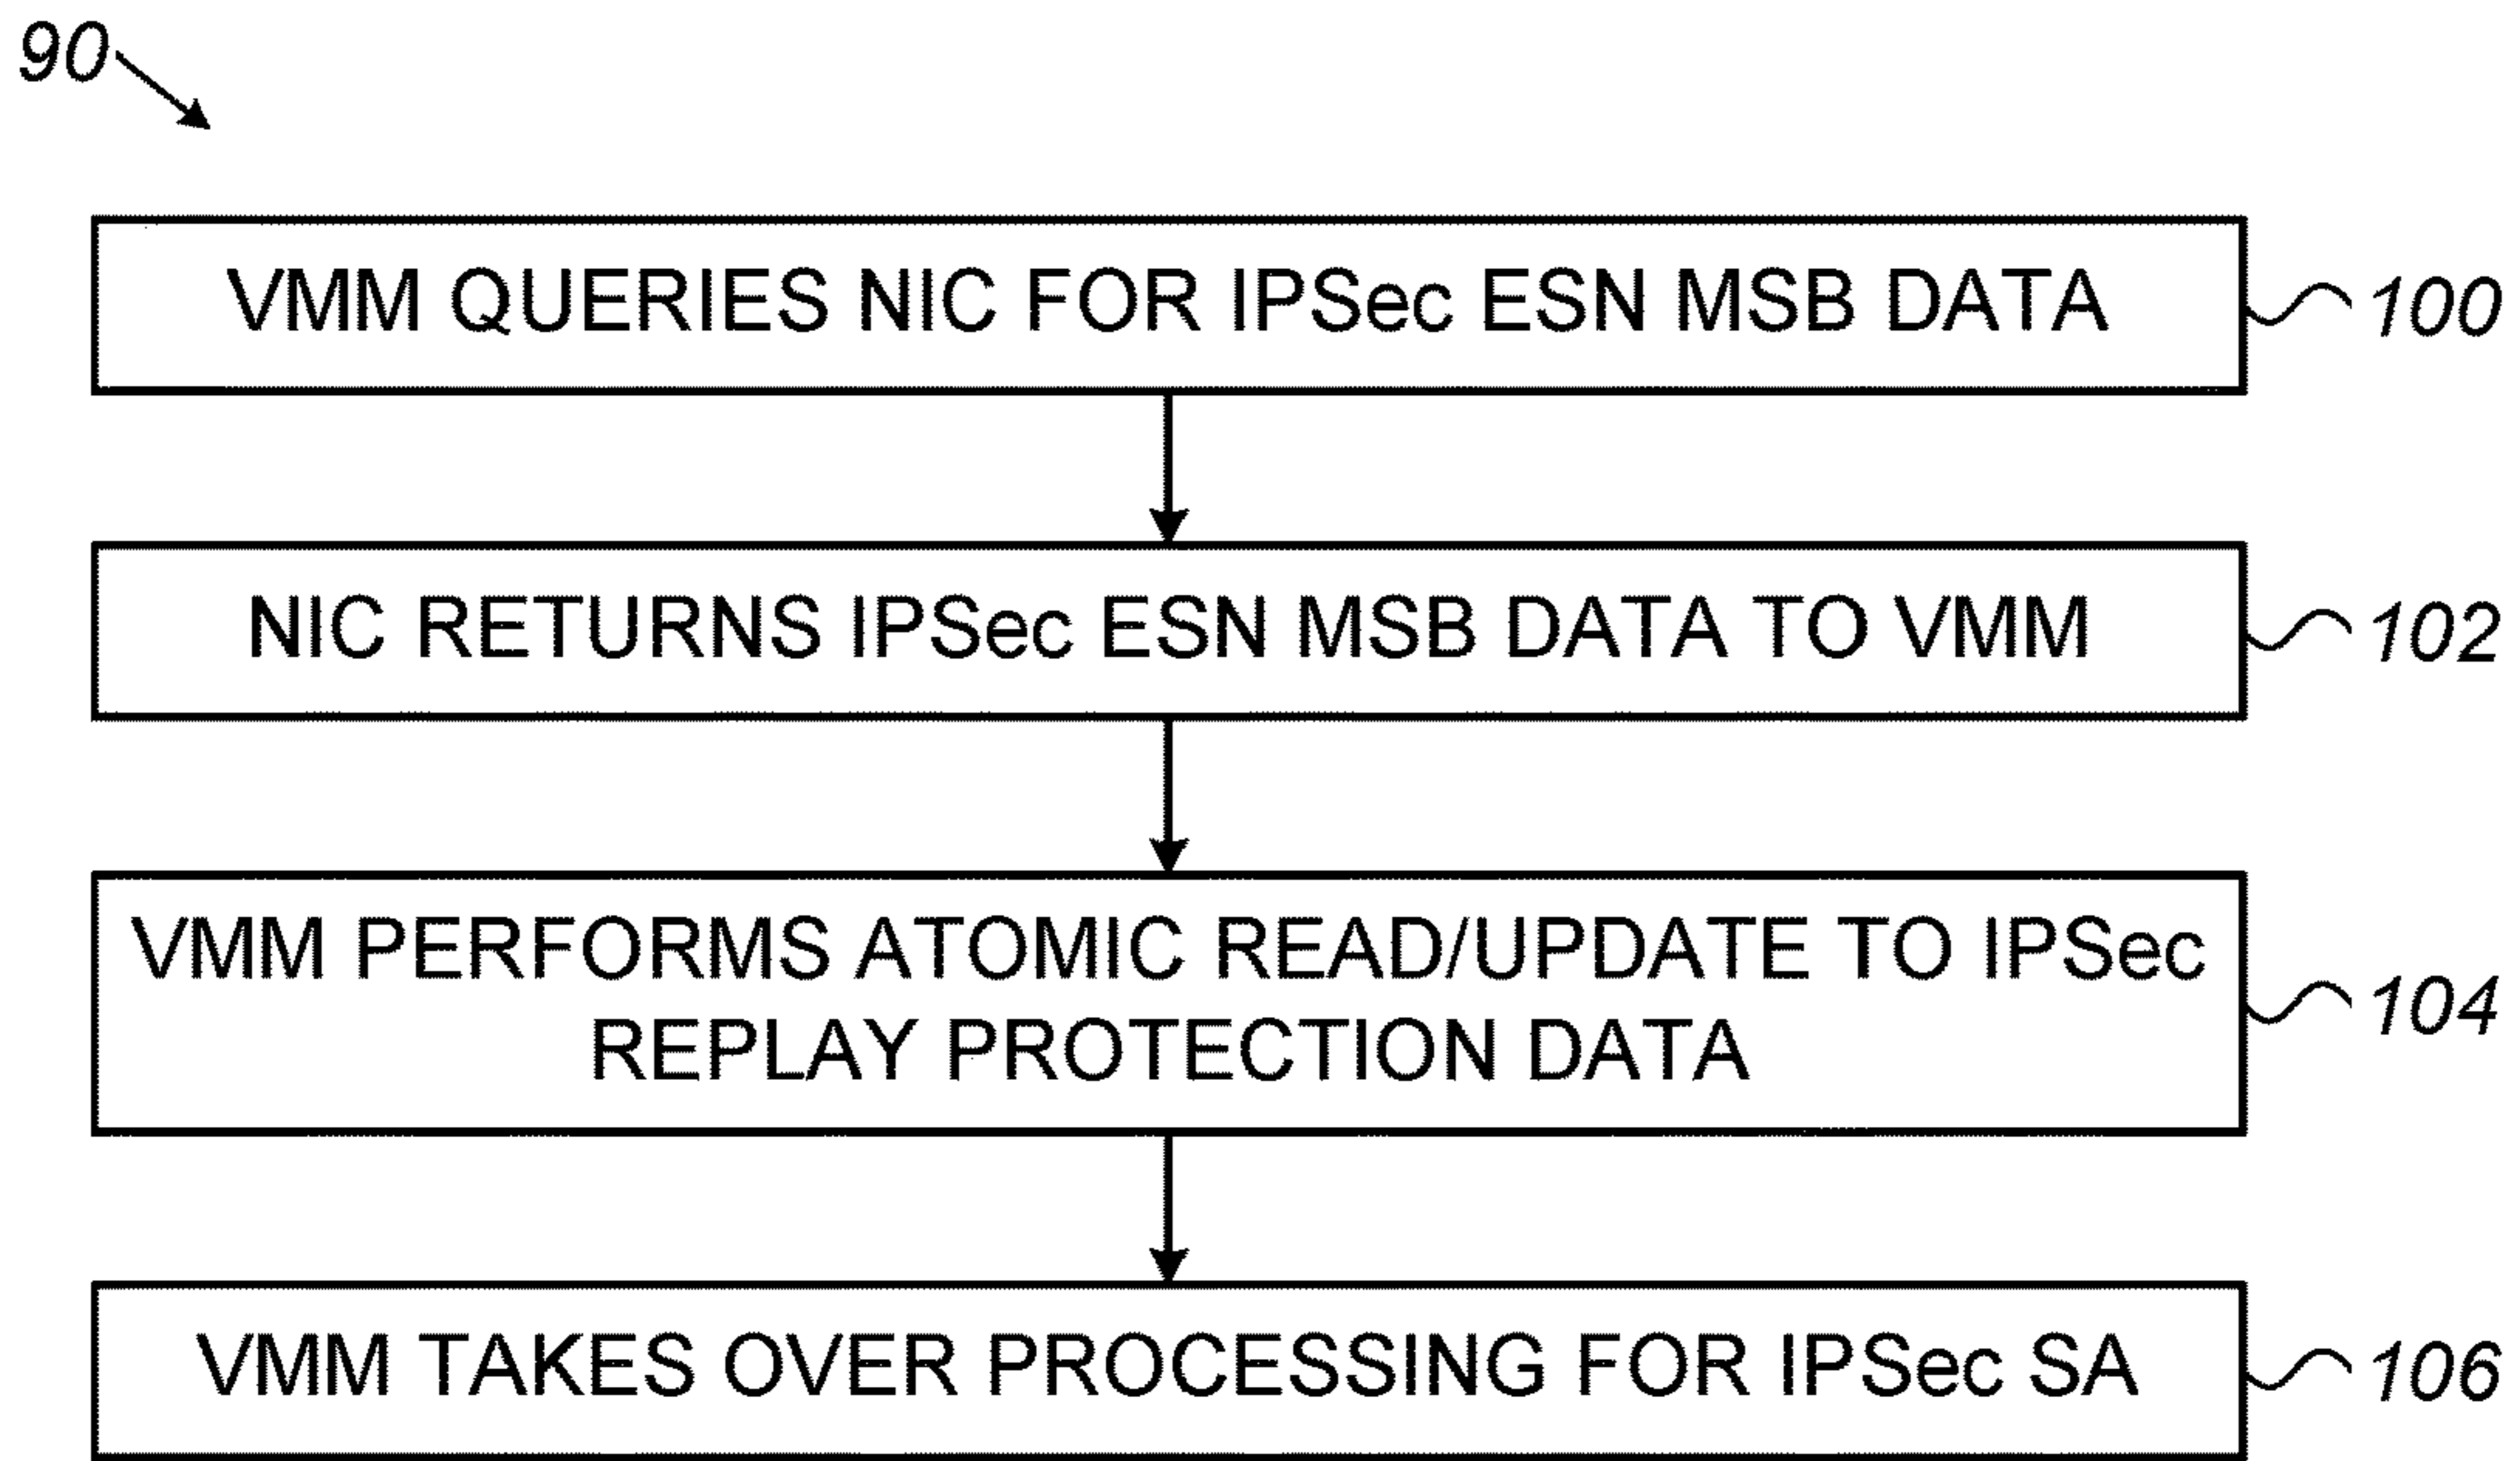 90
VMM QUERIES NIC FOR IPSec ESN MSB DATA
100
NIC RETURNS IPSec ESN MSB DATA TO VMM
102
VMM PERFORMS ATOMIC READ/UPDATE TO IPSec
REPLAY PROTECTION DATA
104
VMM TAKES OVER PROCESSING FOR IPSec SA
106